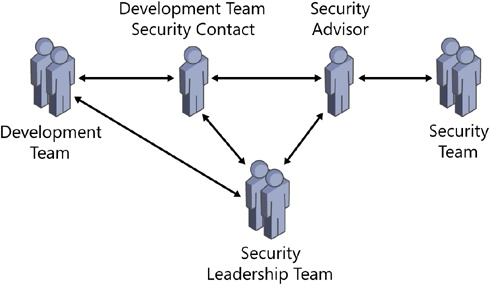 Development Team
Security Contact
Security
Advisor
Development
Team
Security
Team
Security
Leadership Team